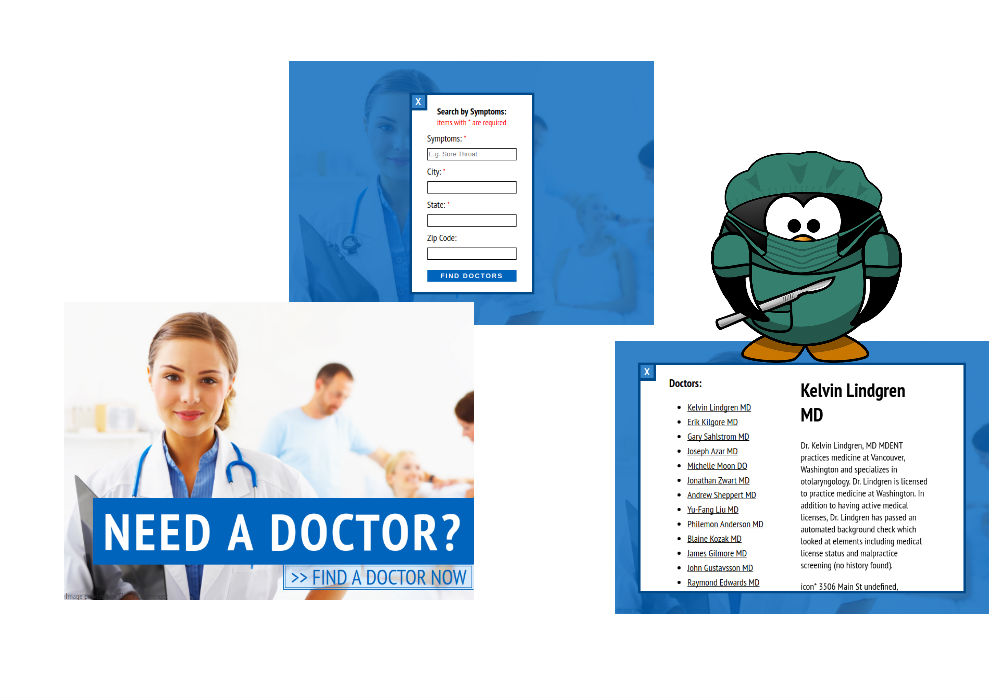 X
Search by Symptoms:
items with * are required
Symptoms: *
E.g. Sore Throat
City: *
State: *
Zip Code:
FIND DOCTORS
NEED A DOCTOR?
>> FIND A DOCTOR NOW
X
Doctors:
Kelvin Lindgren MD
Erik Kilgore MD
Gary Sahlstrom MD
Joseph Azar MD
Michelle Moon DO
Jonathan Zwart MD
Andrew Sheppert MD
Yu-Fang Liu MD
Philemon Anderson MD
Blaine Kozak MD
James Gilmore MD
John Gustavsson MD
Raymond Edwards MD
Kelvin Lindgren
MD
Dr. Kelvin Lindgren, MD MDENT
practices medicine at Vancouver,
Washington and specializes in
otolaryngology. Dr. Lindgren is licensed
to practice medicine at Washington. In
addition to having active medical
licenses, Dr. Lindgren has passed an
automated background check which
looked at elements including medical
license status and malpractice
screening (no history found).
icon" 3506 Main St undefined,